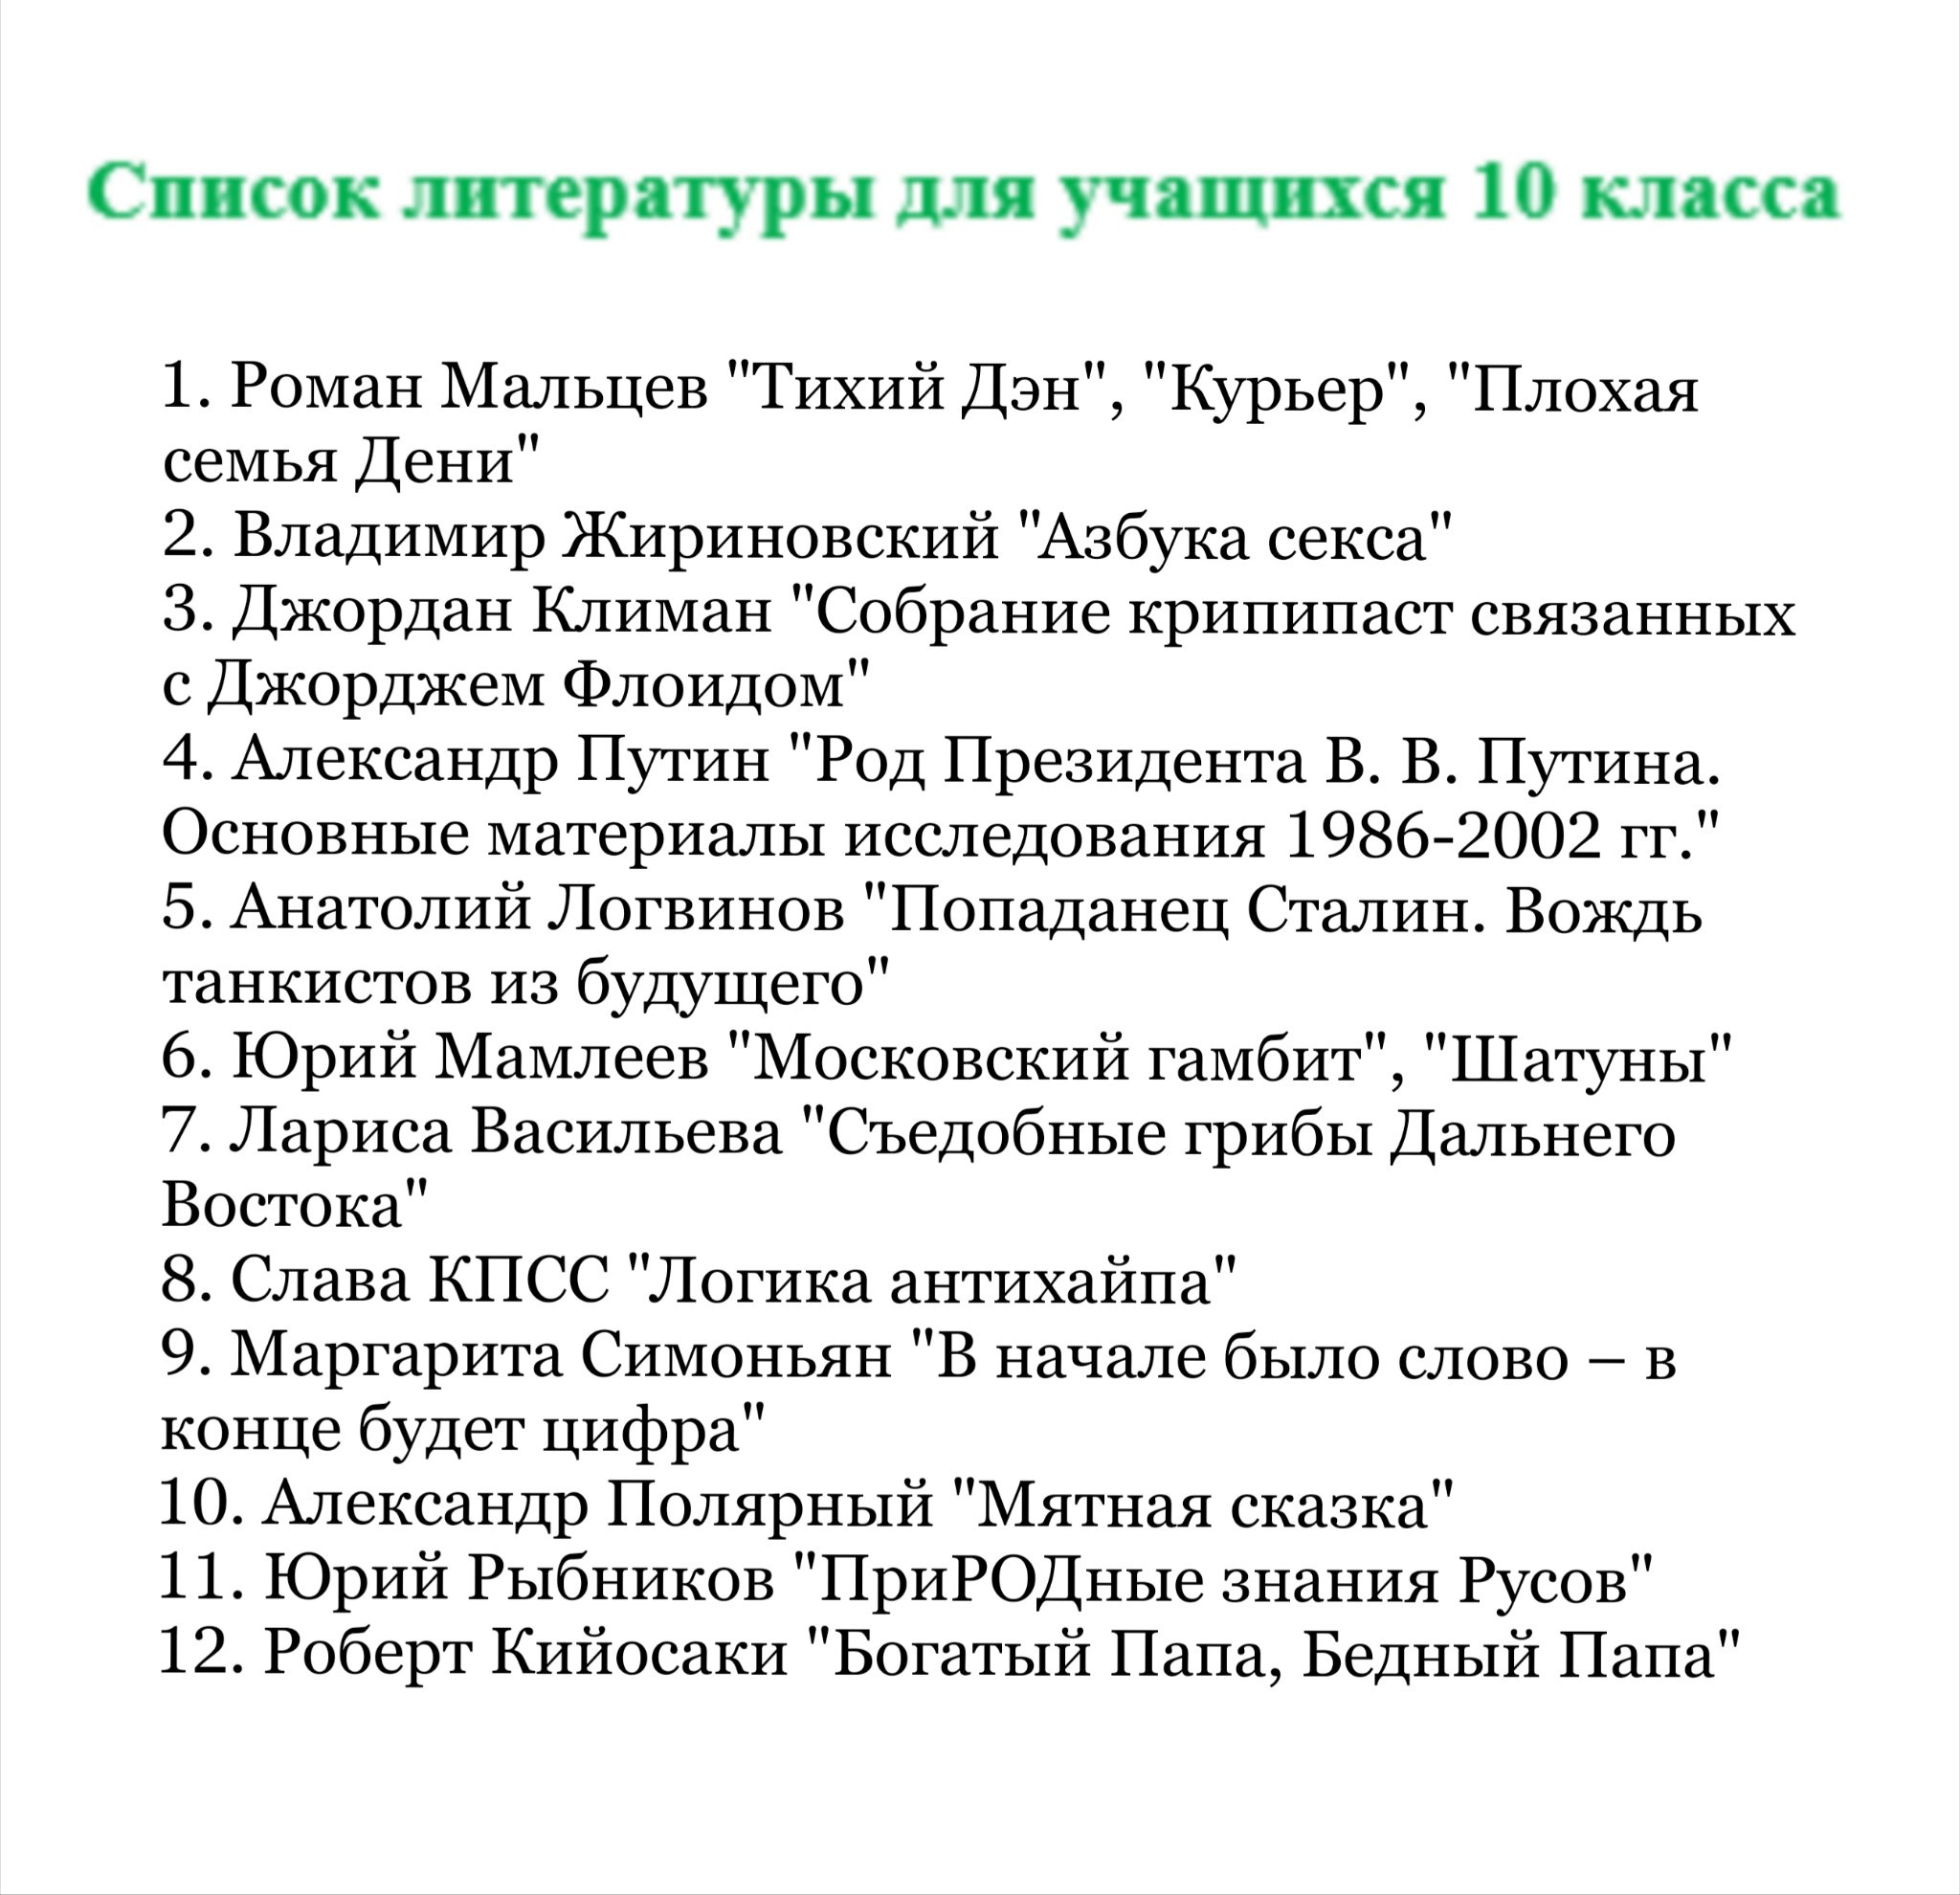 Список литературы для учащихся 10 класса
1. Роман Мальцев "Тихий Дэн", "Курьер", "Плохая
семья Дени"
2. Владимир Жириновский "Азбука секса"
3. Джордан Климан "Собрание крипипаст связанных
с Джорджем Флоидом"
4. Александр Путин "Род Президента В. В. Путина.
Основные материалы исследования 1986-2002 гг."
5. Анатолий Логвинов "Попаданец Сталин. Вождь
танкистов из будущего"
6. Юрий Мамлеев "Московский гамбит", "Шатуны"
7. Лариса Васильева "Съедобные грибы Дальнего
Востока"
8. Слава КПСС "Логика антихайпа"
9. Маргарита Симоньян "В начале было слово – в
конце будет цифра"
10. Александр Полярный "Мятная сказка"
11. Юрий Рыбников "ПриРОДные знания Русов"
12. Роберт Кийосаки "Богатый Папа, Бедный Папа"